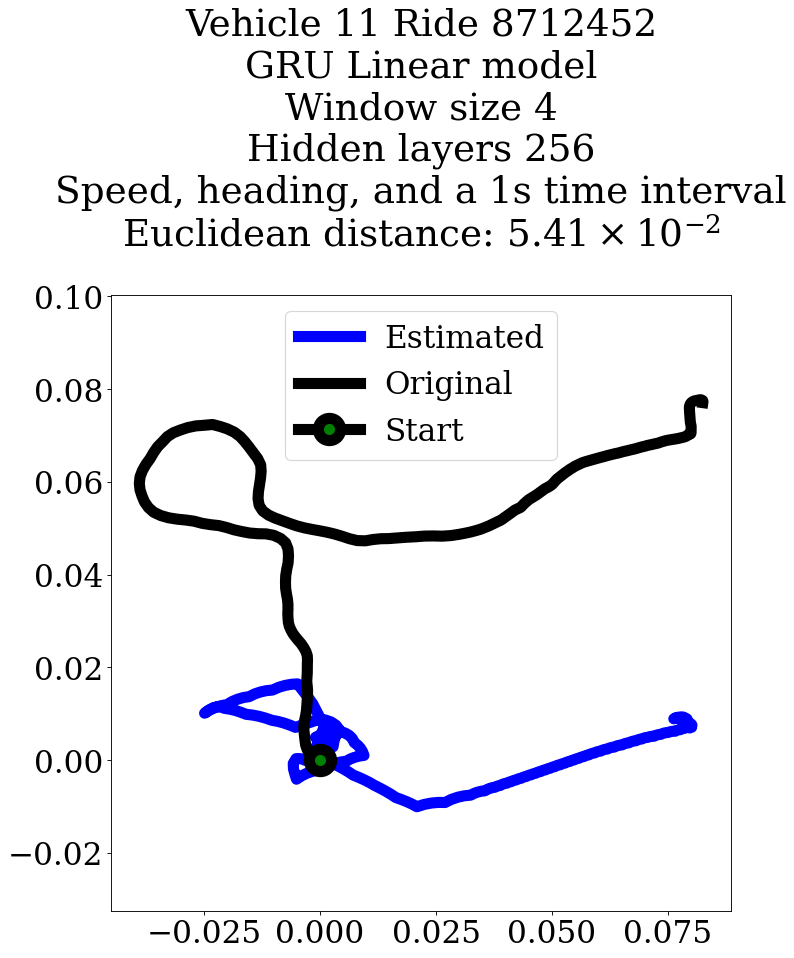 Vehicle 11 Ride 8712452
GRU Linear model
Window size 4
Hidden layers 256
Speed, heading, and a 1s time interval
Euclidean distance: 5.41 × 10⁻²
0.10
0.08
0.06
0.04
0.02
0.00
−0.02
Estimated
Original
Start
−0.025 0.000 0.025 0.050 0.075